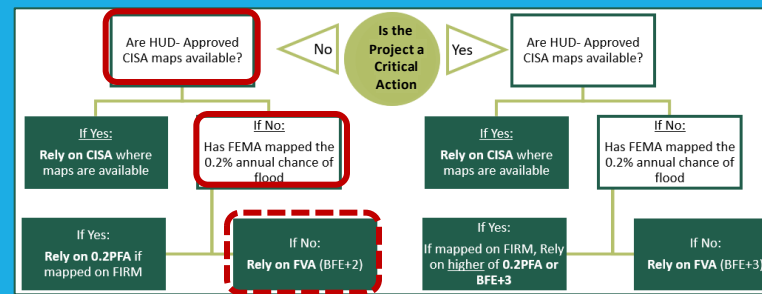 Is the
Project a
Critical
Action
No
Yes
Are HUD- Approved
CISA maps available?
If Yes:
Rely on CISA where
maps are available
If No:
Has FEMA mapped the
0.2% annual chance of
flood
If Yes:
Rely on 0.2PFA if
mapped on FIRM
If No:
Rely on FVA (BFE+2)
Are HUD- Approved
CISA maps available?
If Yes:
Rely on CISA where
maps are available
If No:
Has FEMA mapped the
0.2% annual chance of
flood
If Yes:
If mapped on FIRM, Rely
on higher of 0.2PFA or
BFE+3
If No:
Rely on FVA (BFE+3)